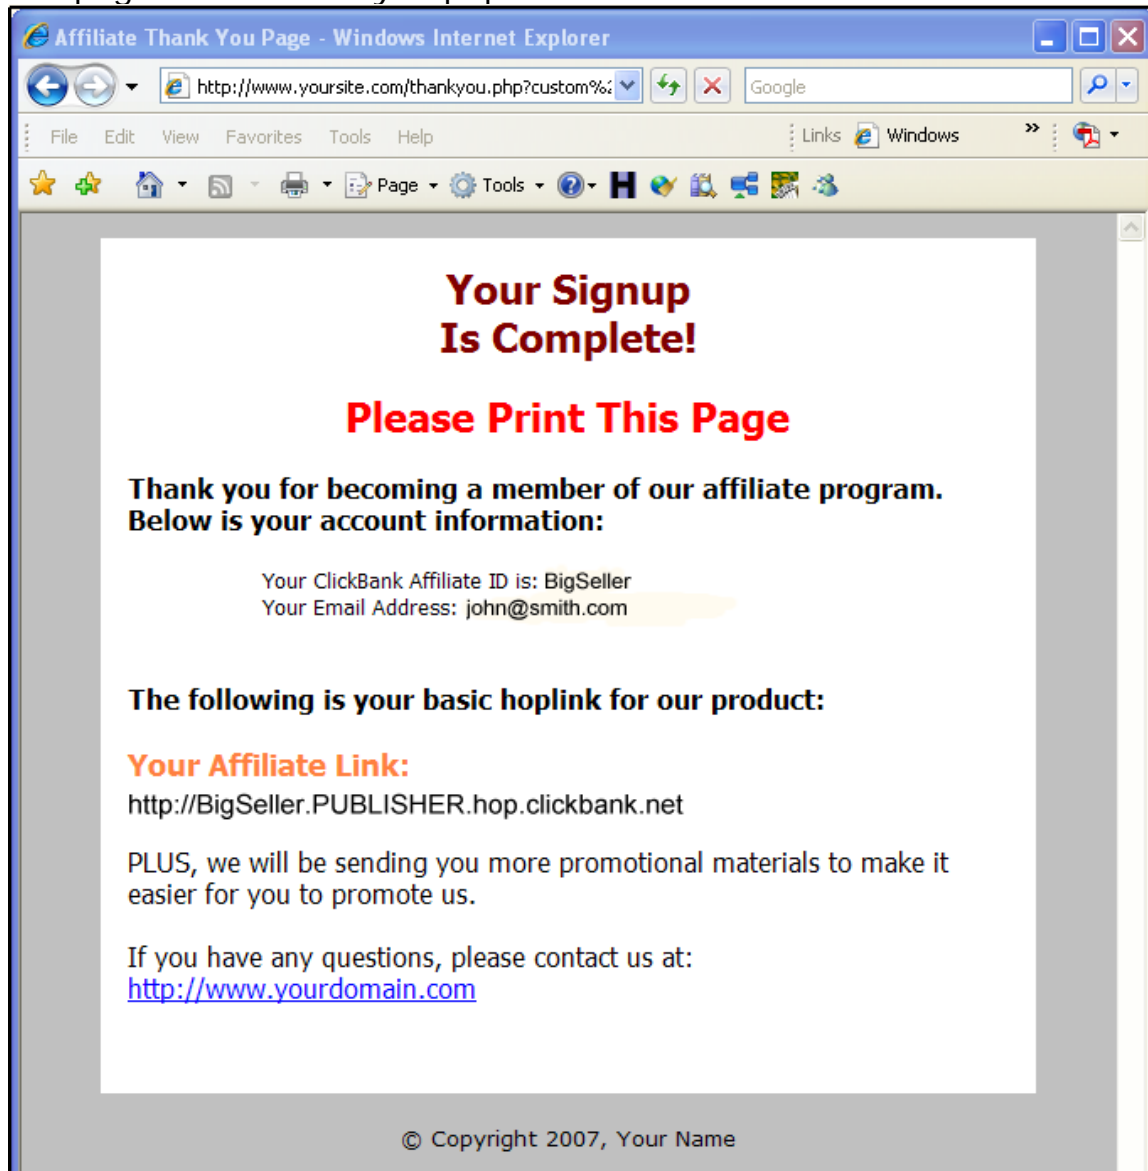 Affiliate Thank You Page - Windows Internet Explorer
http://www.yoursite.com/thankyou.php?custom%
Google
File Edit View Favorites Tools Help Links Windows »
Page Tools H
Your Signup
Is Complete!
Please Print This Page
Thank you for becoming a member of our affiliate program.
Below is your account information:
Your ClickBank Affiliate ID is: BigSeller
Your Email Address: john@smith.com
The following is your basic hoplink for our product:
Your Affiliate Link:
http://BigSeller.PUBLISHER.hop.clickbank.net
PLUS, we will be sending you more promotional materials to make it
easier for you to promote us.
If you have any questions, please contact us at:
http://www.yourdomain.com
© Copyright 2007, Your Name